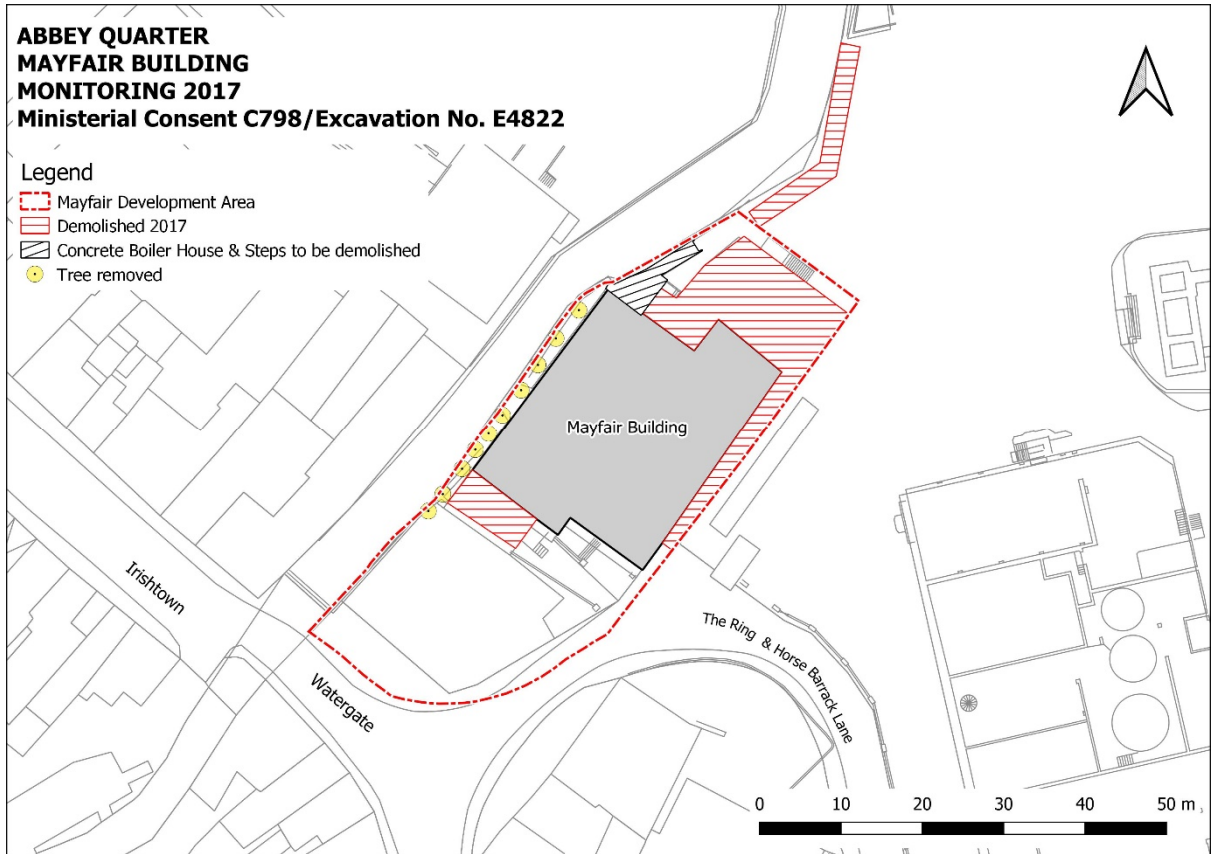 ABBEY QUARTER
MAYFAIR BUILDING
MONITORING 2017
Ministerial Consent C798/Excavation No. E4822
Legend
Mayfair Development Area
Demolished 2017
Concrete Boiler House & Steps to be demolished
Tree removed
Mayfair Building
Irishtown
Watergate
The Ring & Horse Barrack Lane
0 10 20 30 40 50 m